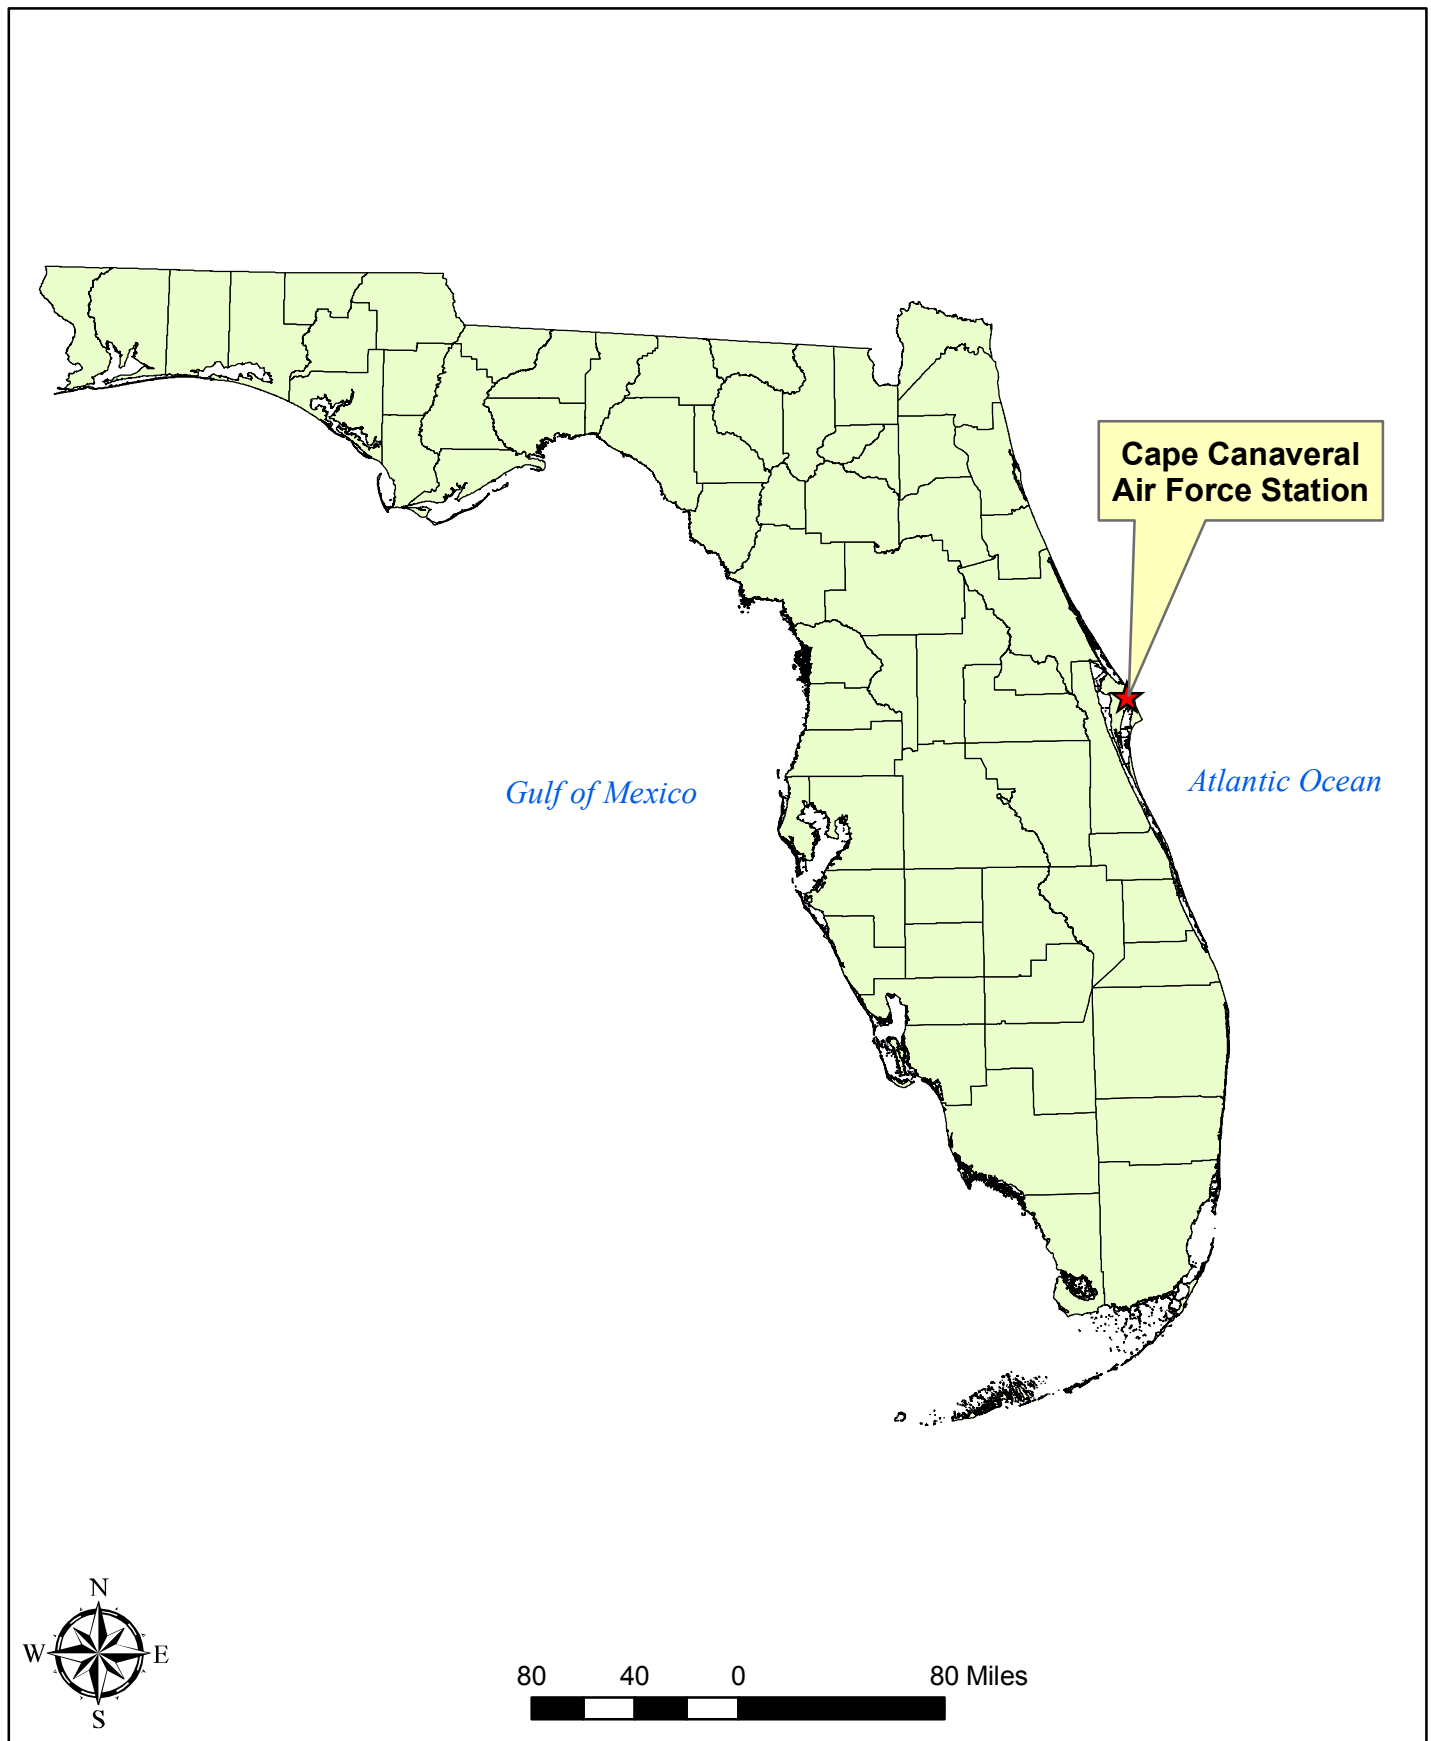 Cape Canaveral
Air Force Station
Gulf of Mexico
Atlantic Ocean
N
W E
S
80 40 0 80 Miles